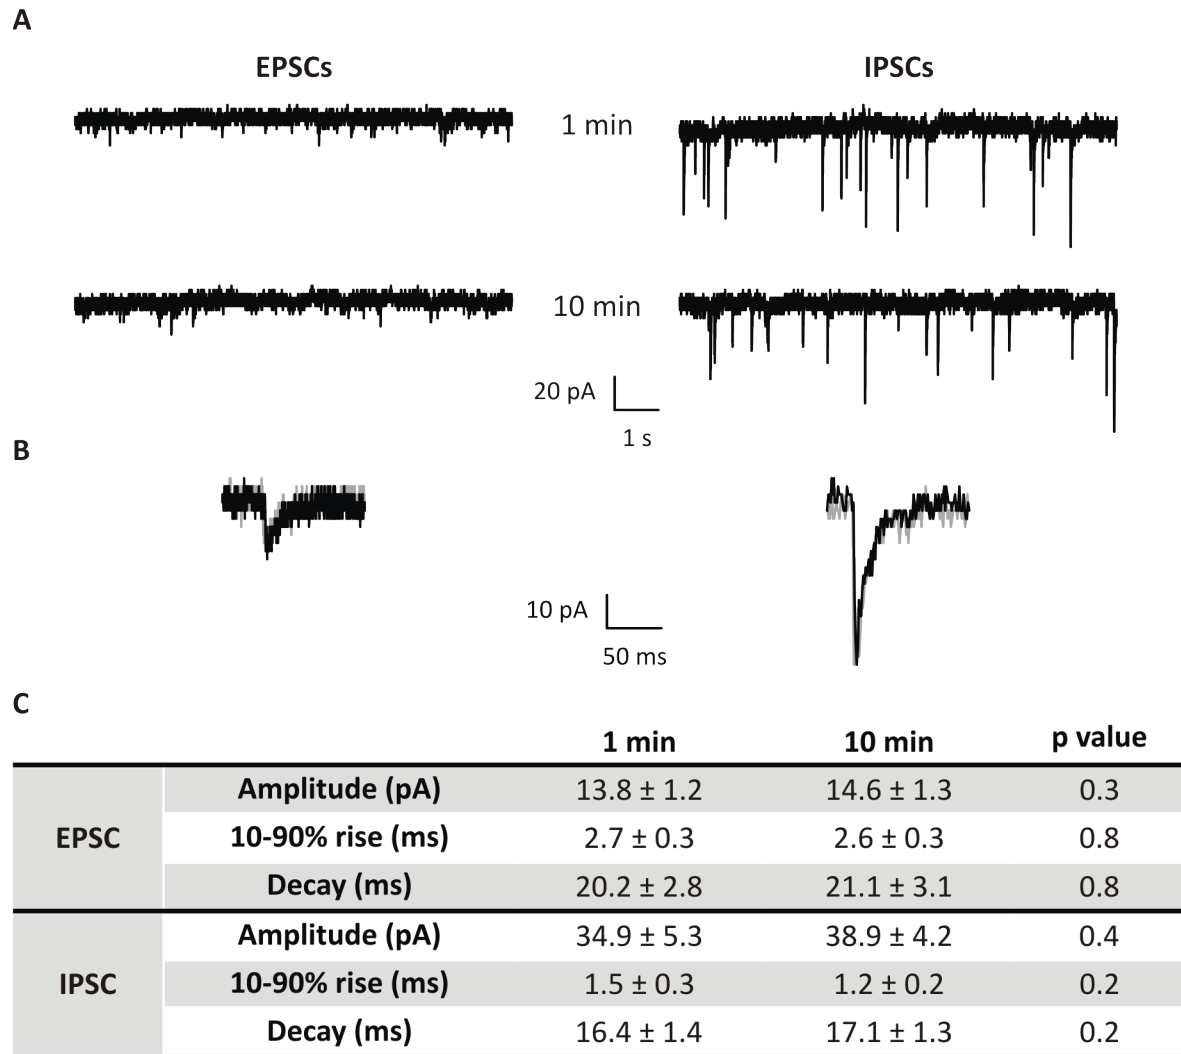 A
EPSCs IPSCs
1 min
10 min
20 pA
1 s
B
10 pA
50 ms
C
1 min 10 min p value
EPSC
Amplitude (pA) 13.8 ± 1.2 14.6 ± 1.3 0.3
10-90% rise (ms) 2.7 ± 0.3 2.6 ± 0.3 0.8
Decay (ms) 20.2 ± 2.8 21.1 ± 3.1 0.8
IPSC
Amplitude (pA) 34.9 ± 5.3 38.9 ± 4.2 0.4
10-90% rise (ms) 1.5 ± 0.3 1.2 ± 0.2 0.2
Decay (ms) 16.4 ± 1.4 17.1 ± 1.3 0.2